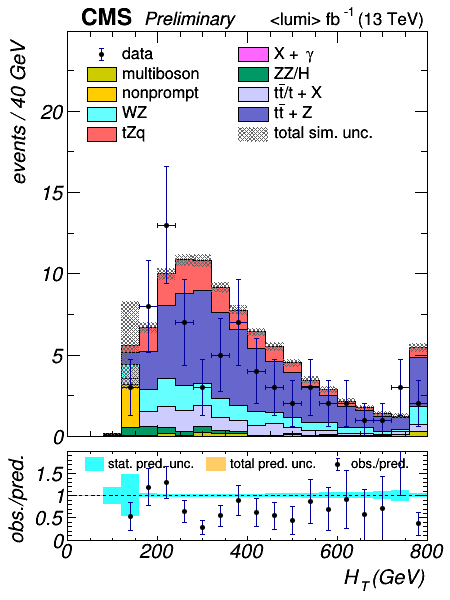 CMS Preliminary <lumi> fb⁻¹ (13 TeV)
events / 40 GeV
data
multiboson
nonprompt
WZ
tZq
X + γ
ZZ/H
tt̄/t + X
tt̄ + Z
total sim. unc.
20
15
10
5
0
obs./pred.
stat. pred. unc. total pred. unc. obs./pred.
1.5
1
0.5
0
0 200 400 600 800
H_T (GeV)